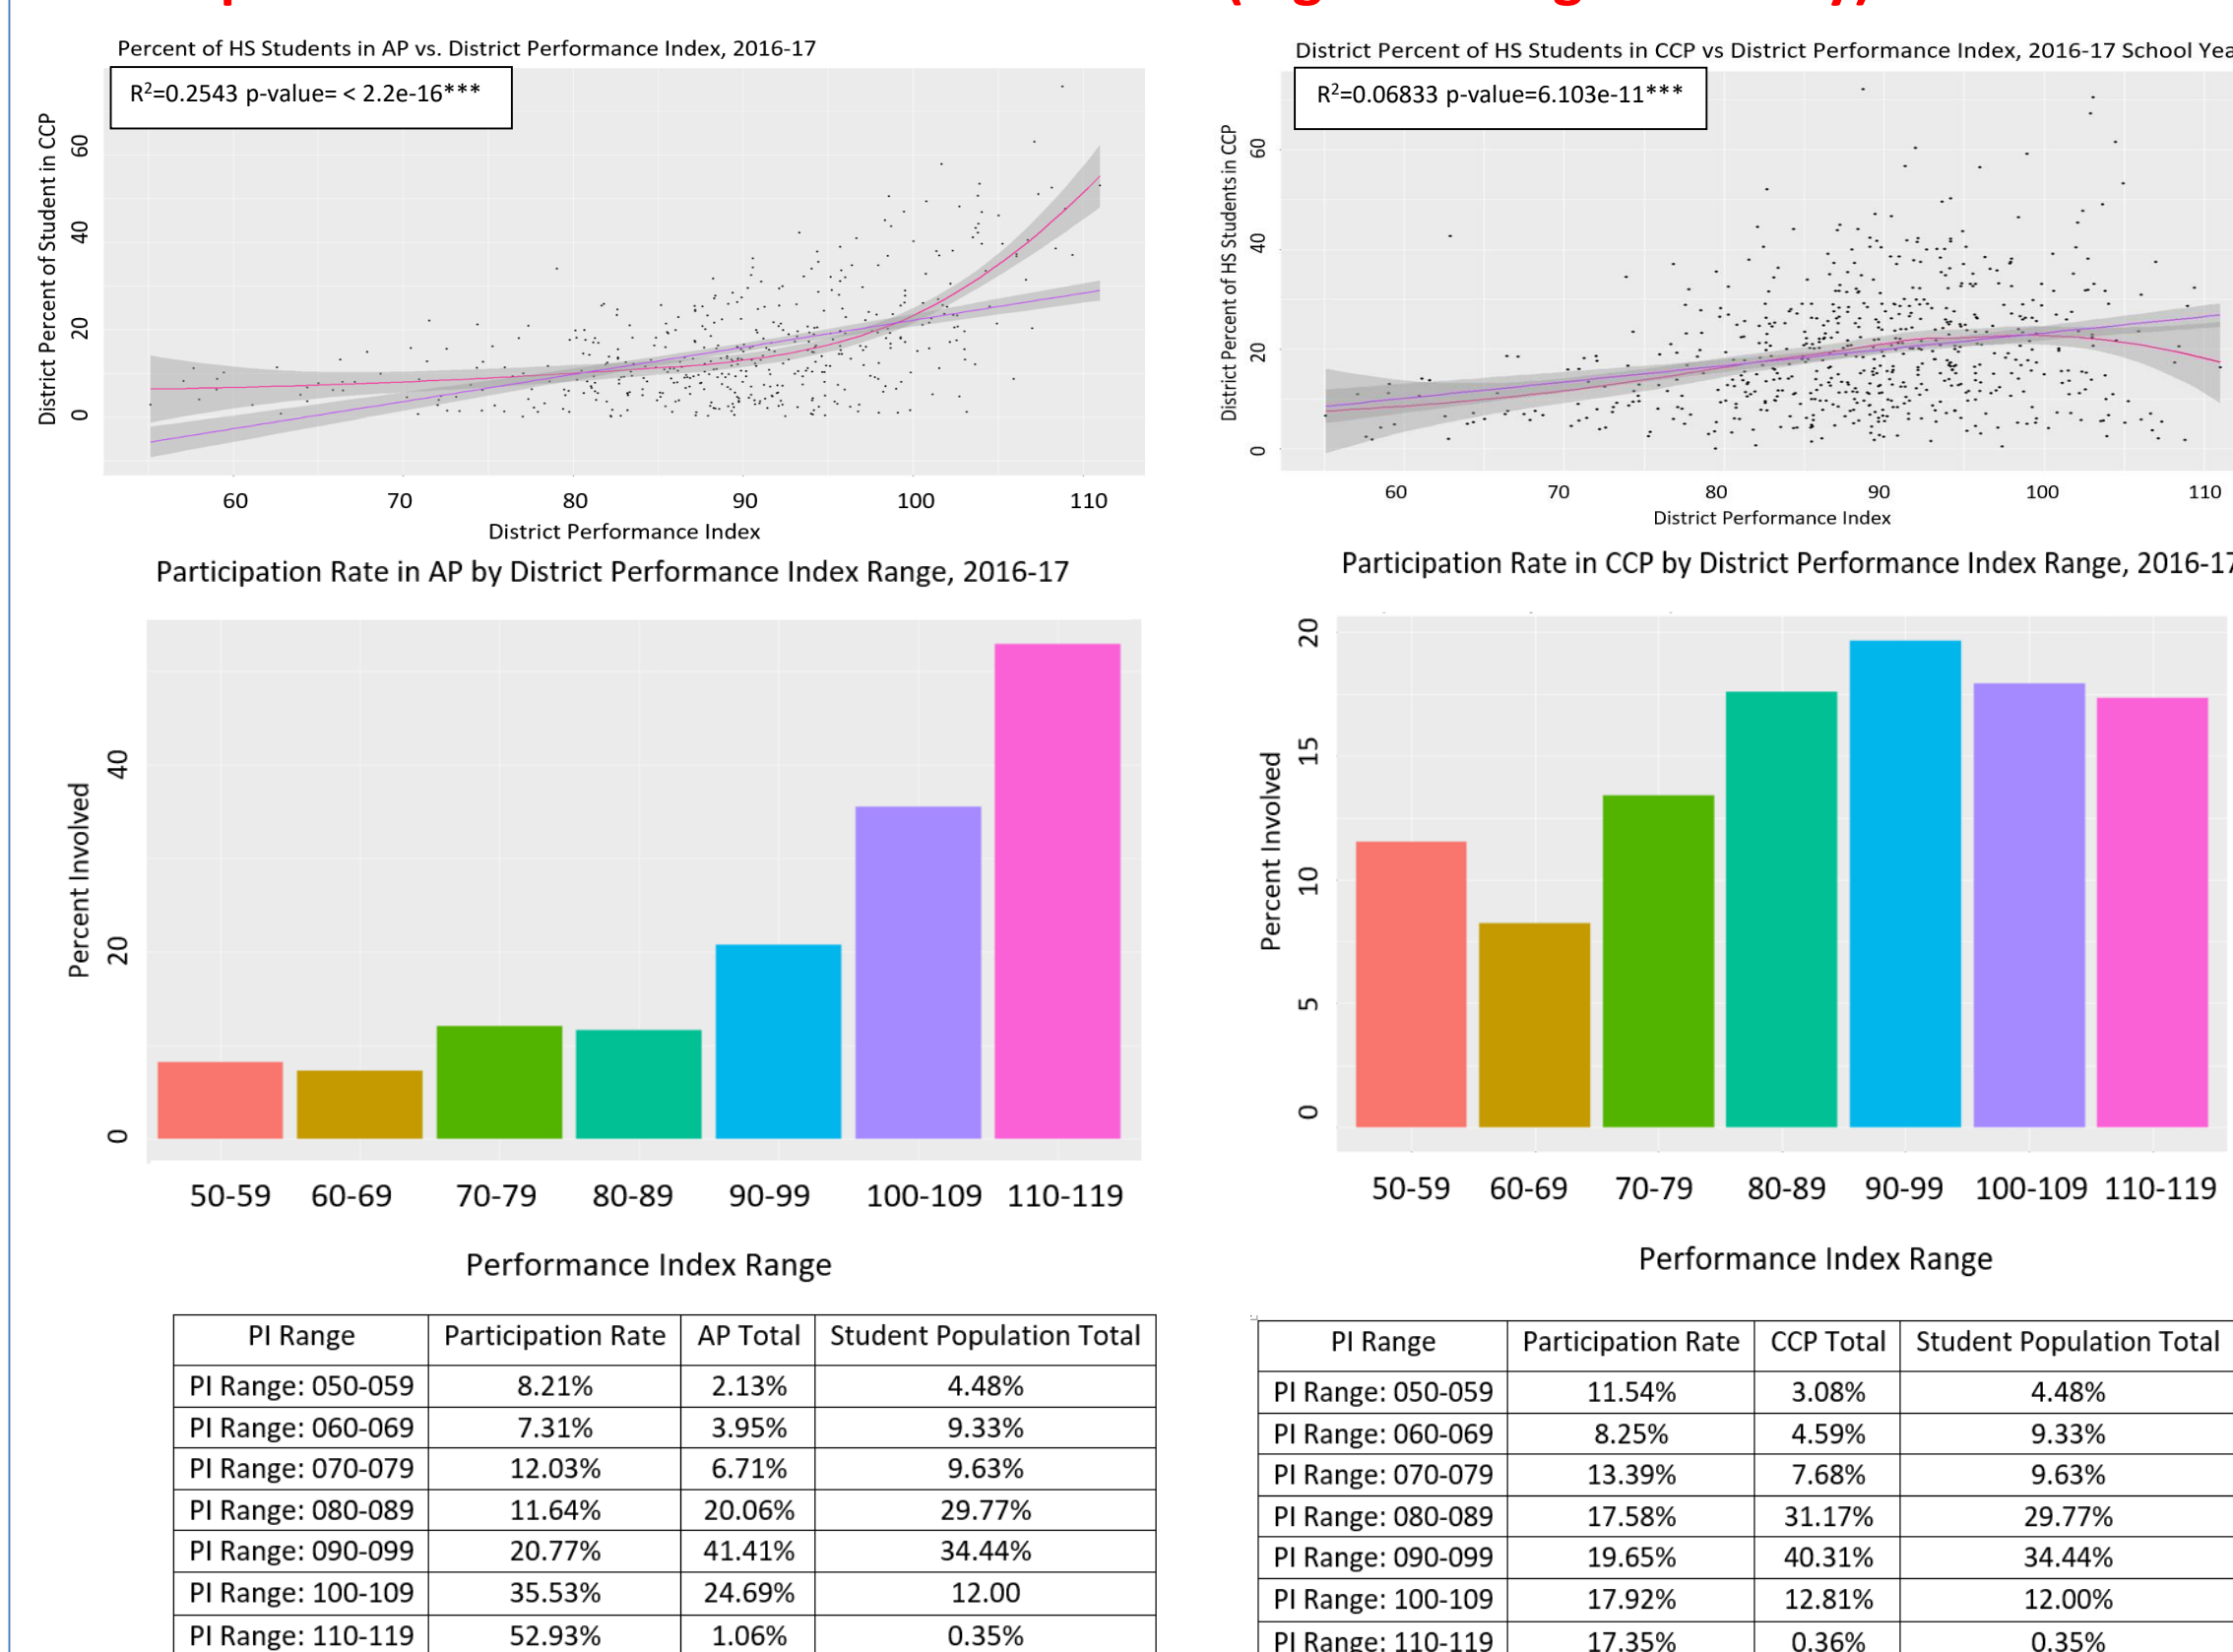 Percent of HS Students in AP vs. District Performance Index, 2016-17
R²=0.2543 p-value= < 2.2e-16***
District Percent of Student in CCP
60
40
20
0
60 70 80 90 100 110
District Performance Index
District Percent of HS Students in CCP vs District Performance Index, 2016-17 School Yea
R²=0.06833 p-value=6.103e-11***
District Percent of HS Students in CCP
60
40
20
0
60 70 80 90 100 110
District Performance Index
Participation Rate in AP by District Performance Index Range, 2016-17
Percent Involved
40
20
0
50-59 60-69 70-79 80-89 90-99 100-109 110-119
Performance Index Range
Participation Rate in CCP by District Performance Index Range, 2016-17
Percent Involved
20
15
10
5
0
50-59 60-69 70-79 80-89 90-99 100-109 110-119
Performance Index Range
PI Range Participation Rate AP Total Student Population Total
PI Range: 050-059 8.21% 2.13% 4.48%
PI Range: 060-069 7.31% 3.95% 9.33%
PI Range: 070-079 12.03% 6.71% 9.63%
PI Range: 080-089 11.64% 20.06% 29.77%
PI Range: 090-099 20.77% 41.41% 34.44%
PI Range: 100-109 35.53% 24.69% 12.00
PI Range: 110-119 52.93% 1.06% 0.35%
PI Range Participation Rate CCP Total Student Population Total
PI Range: 050-059 11.54% 3.08% 4.48%
PI Range: 060-069 8.25% 4.59% 9.33%
PI Range: 070-079 13.39% 7.68% 9.63%
PI Range: 080-089 17.58% 31.17% 29.77%
PI Range: 090-099 19.65% 40.31% 34.44%
PI Range: 100-109 17.92% 12.81% 12.00%
PI Range: 110-119 17.35% 0.36% 0.35%